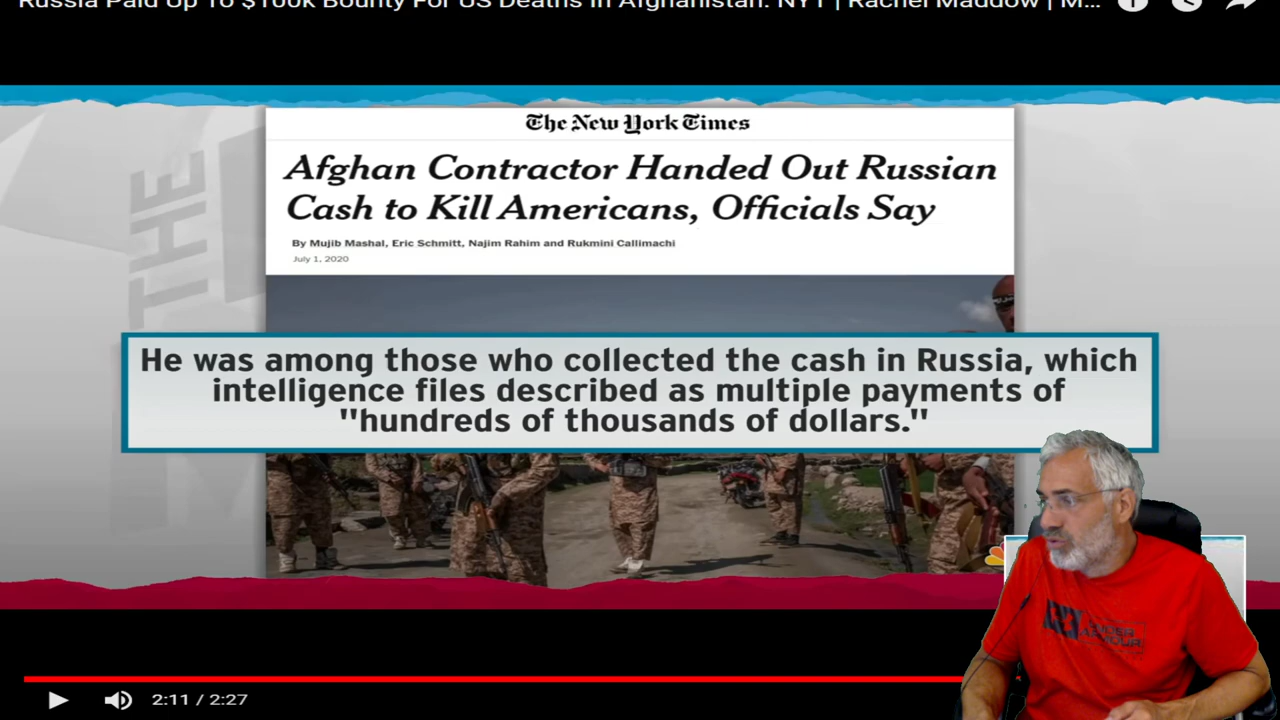 Russia Paid Up To $100k Bounty For US Deaths In Afghanistan: NYT | Rachel Maddow | M...
THE
The New York Times
Afghan Contractor Handed Out Russian
Cash to Kill Americans, Officials Say
By Mujib Mashal, Eric Schmitt, Najim Rahim and Rukmini Callimachi
July 1, 2020
He was among those who collected the cash in Russia, which
intelligence files described as multiple payments of
"hundreds of thousands of dollars."
2:11 / 2:27